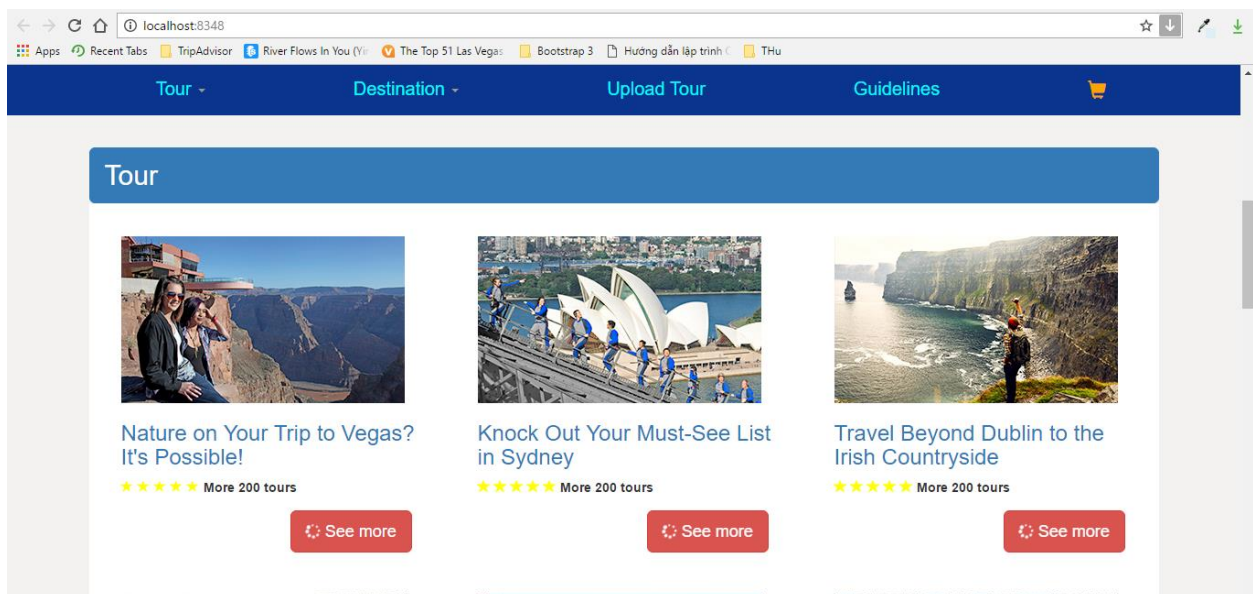 localhost:8348
Apps Recent Tabs TripAdvisor River Flows In You (Yir The Top 51 Las Vegas Bootstrap 3 Hướng dẫn lập trình C THu
Tour Destination Upload Tour Guidelines
Tour
Nature on Your Trip to Vegas?
It's Possible!
More 200 tours
See more
Knock Out Your Must-See List
in Sydney
More 200 tours
See more
Travel Beyond Dublin to the
Irish Countryside
More 200 tours
See more